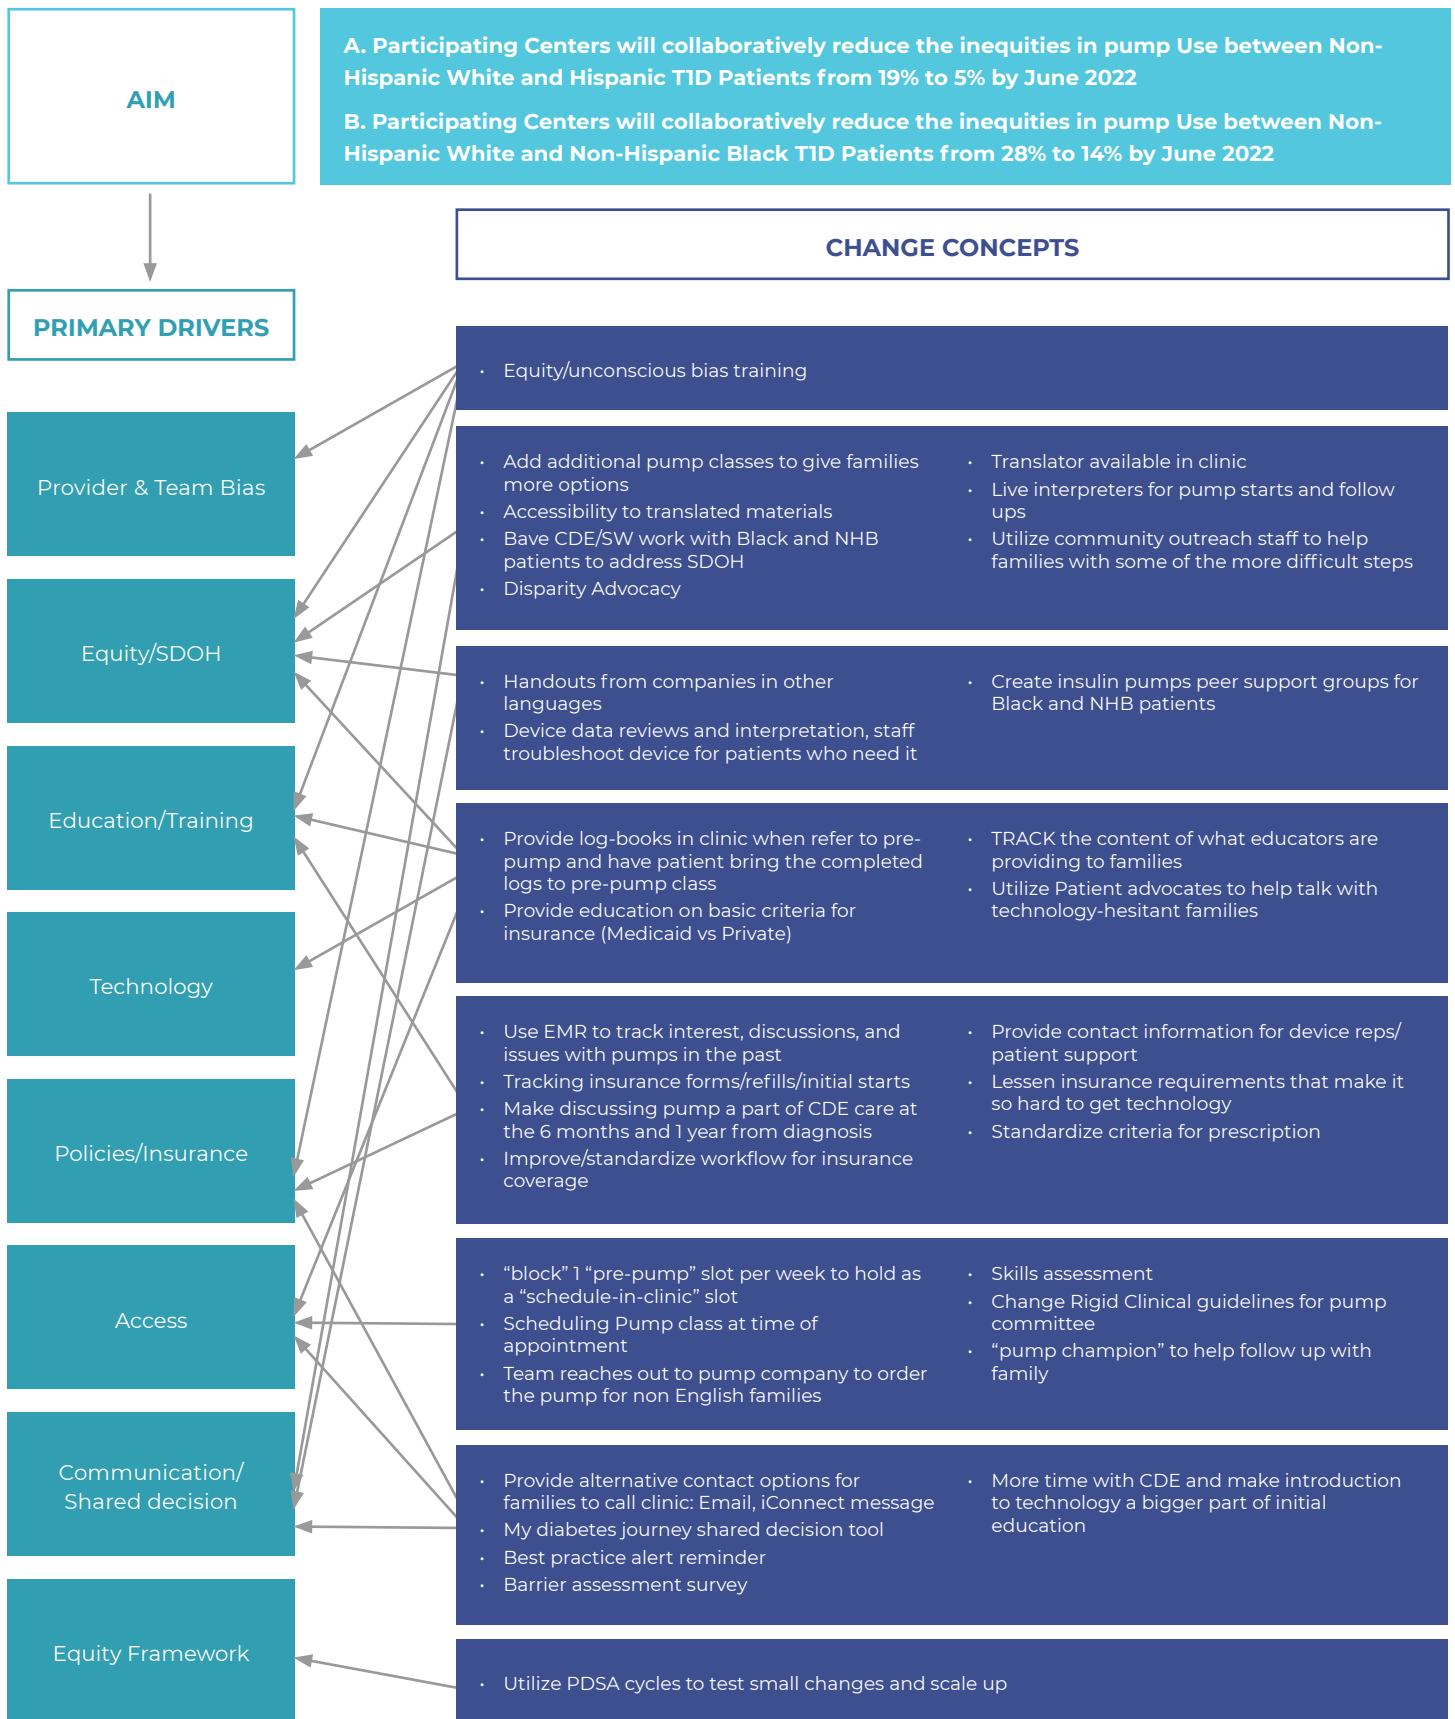 AIM
A. Participating Centers will collaboratively reduce the inequities in pump Use between Non-
Hispanic White and Hispanic T1D Patients from 19% to 5% by June 2022
B. Participating Centers will collaboratively reduce the inequities in pump Use between Non-
Hispanic White and Non-Hispanic Black T1D Patients from 28% to 14% by June 2022
PRIMARY DRIVERS
Provider & Team Bias
Equity/SDOH
Education/Training
Technology
Policies/Insurance
Access
Communication/
Shared decision
Equity Framework
CHANGE CONCEPTS
• Equity/unconscious bias training
• Add additional pump classes to give families
more options
• Accessibility to translated materials
• Bave CDE/SW work with Black and NHB
patients to address SDOH
• Disparity Advocacy
• Translator available in clinic
• Live interpreters for pump starts and follow
ups
• Utilize community outreach staff to help
families with some of the more difficult steps
• Handouts from companies in other
languages
• Device data reviews and interpretation, staff
troubleshoot device for patients who need it
• Create insulin pumps peer support groups for
Black and NHB patients
• Provide log-books in clinic when refer to pre-
pump and have patient bring the completed
logs to pre-pump class
• Provide education on basic criteria for
insurance (Medicaid vs Private)
• TRACK the content of what educators are
providing to families
• Utilize Patient advocates to help talk with
technology-hesitant families
• Use EMR to track interest, discussions, and
issues with pumps in the past
• Tracking insurance forms/refills/initial starts
• Make discussing pump a part of CDE care at
the 6 months and 1 year from diagnosis
• Improve/standardize workflow for insurance
coverage
• Provide contact information for device reps/
patient support
• Lessen insurance requirements that make it
so hard to get technology
• Standardize criteria for prescription
• “block” 1 “pre-pump” slot per week to hold as
a “schedule-in-clinic” slot
• Scheduling Pump class at time of
appointment
• Team reaches out to pump company to order
the pump for non English families
• Skills assessment
• Change Rigid Clinical guidelines for pump
committee
• “pump champion” to help follow up with
family
• Provide alternative contact options for
families to call clinic: Email, iConnect message
• My diabetes journey shared decision tool
• Best practice alert reminder
• Barrier assessment survey
• More time with CDE and make introduction
to technology a bigger part of initial
education
• Utilize PDSA cycles to test small changes and scale up